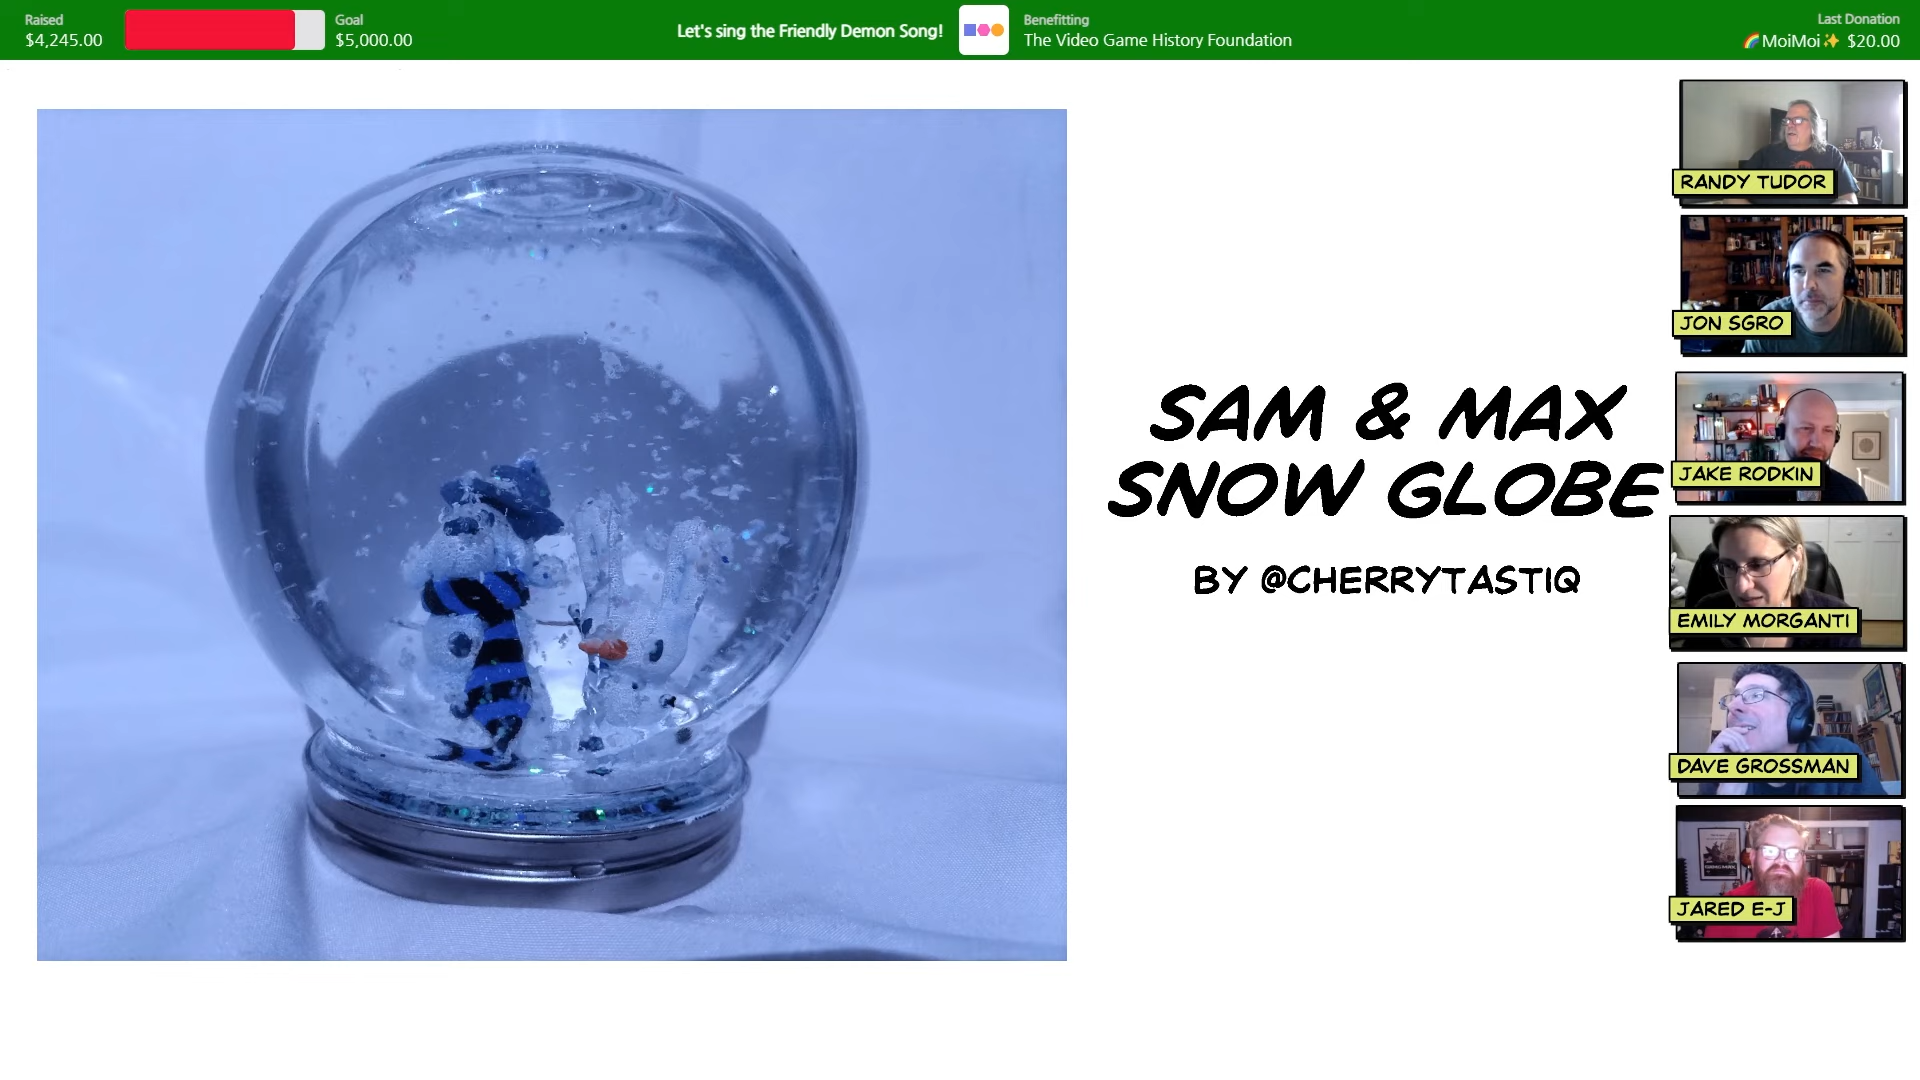 Raised
$4,245.00
Goal
$5,000.00
Let's sing the Friendly Demon Song!
Benefitting
The Video Game History Foundation
Last Donation
🌈MoiMoi✨ $20.00
SAM & MAX
SNOW GLOBE
BY @CHERRYTASTIQ
RANDY TUDOR
JON SGRO
JAKE RODKIN
EMILY MORGANTI
DAVE GROSSMAN
JARED E-J